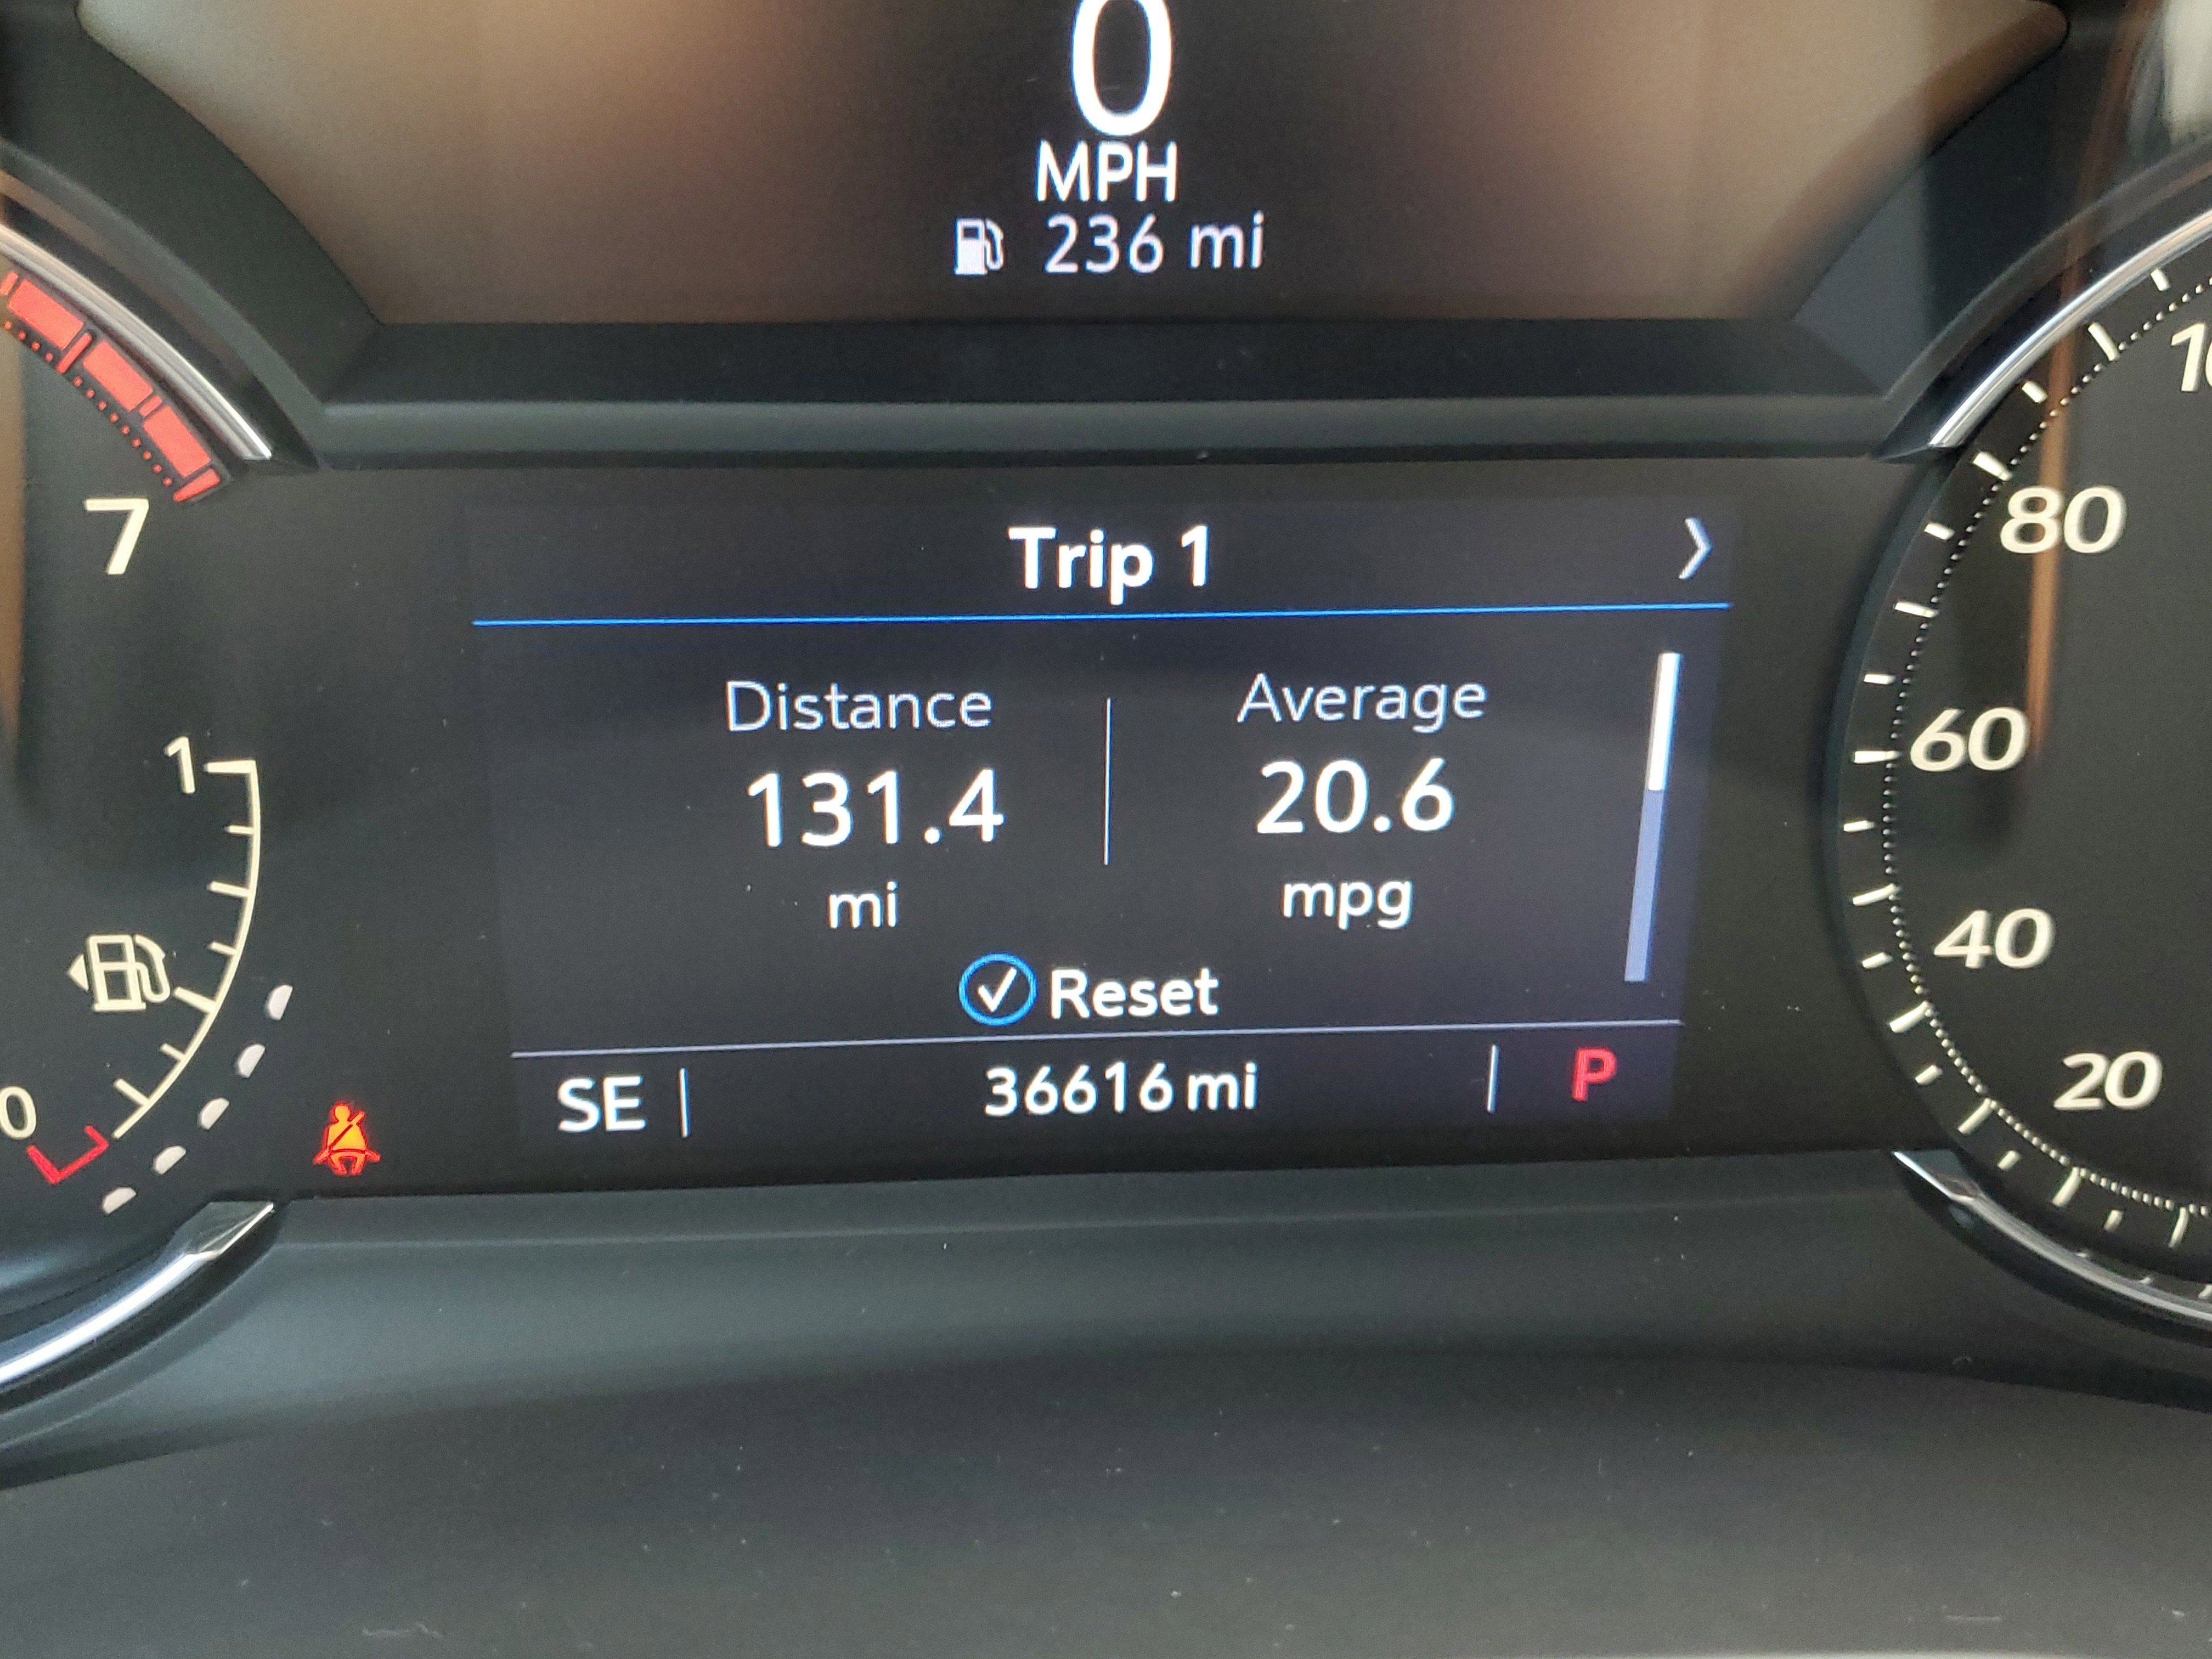 0
MPH
236 mi
7
1
0
Trip 1
Distance
131.4
mi
Average
20.6
mpg
Reset
SE
36616 mi
P
80
60
40
20